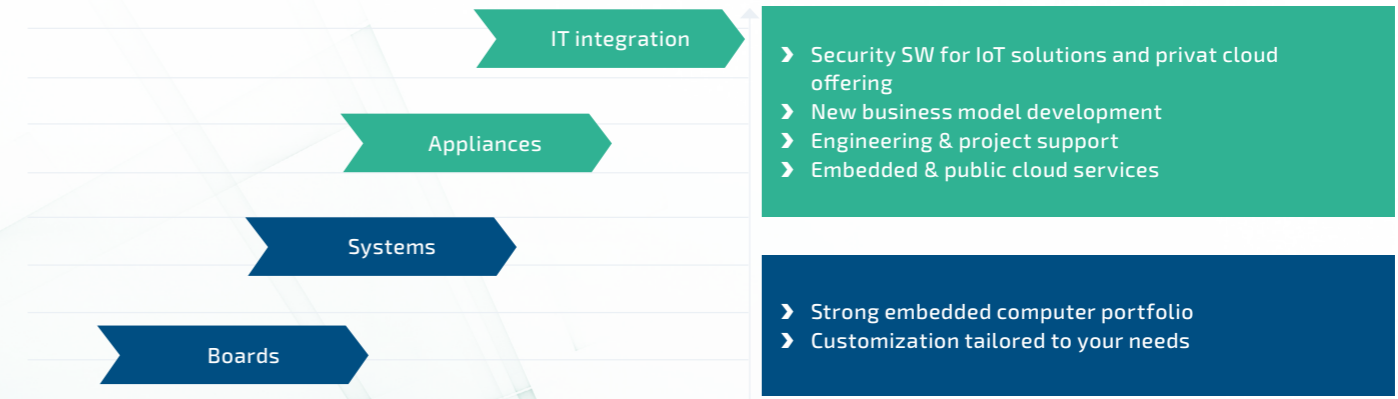 IT integration
Appliances
Systems
Boards
Security SW for IoT solutions and privat cloud
offering
New business model development
Engineering & project support
Embedded & public cloud services
Strong embedded computer portfolio
Customization tailored to your needs